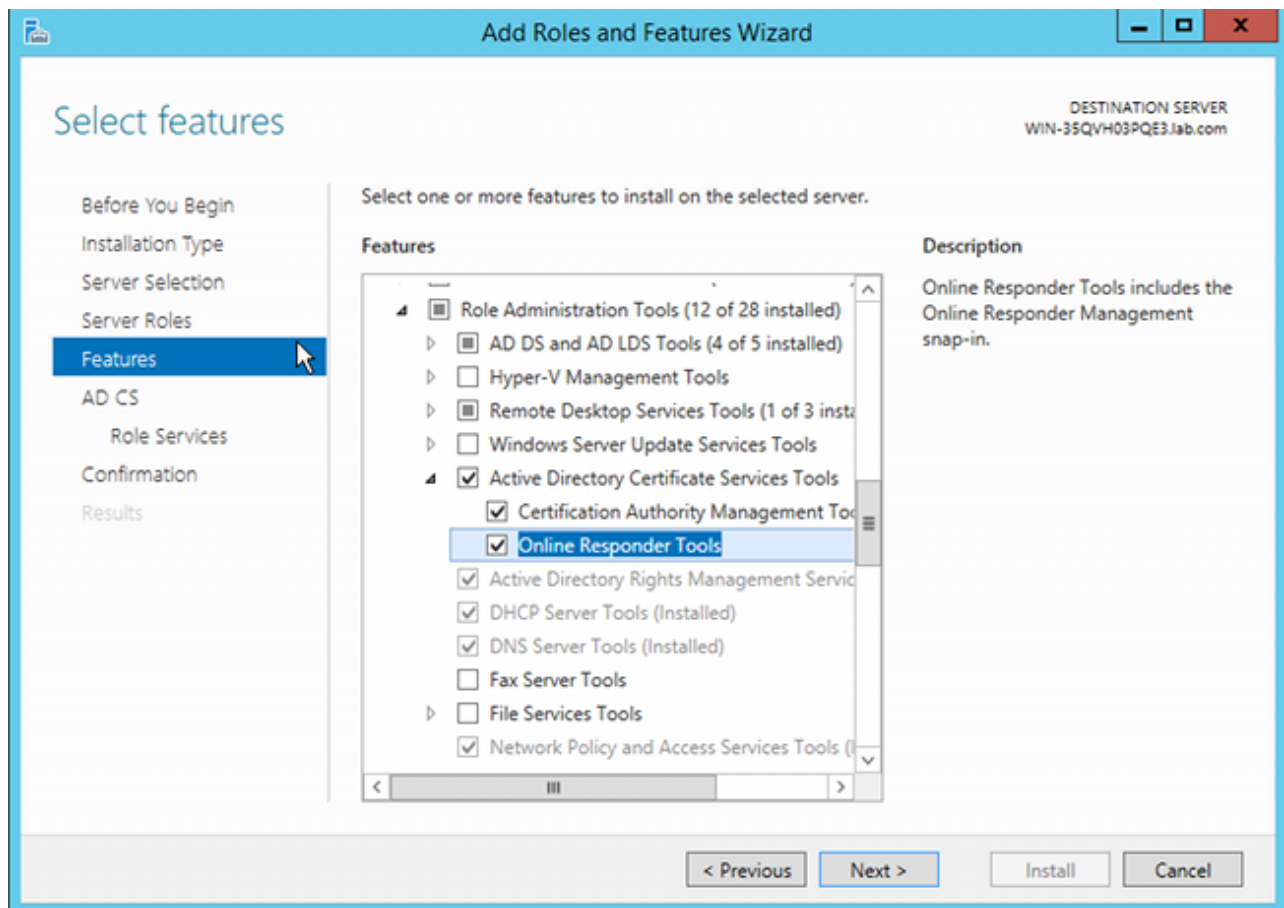 Add Roles and Features Wizard
Select features
DESTINATION SERVER
WIN-35QVH03PQE3.lab.com
Before You Begin
Installation Type
Server Selection
Server Roles
Features
AD CS
Role Services
Confirmation
Results
Select one or more features to install on the selected server.
Features
Role Administration Tools (12 of 28 installed)
AD DS and AD LDS Tools (4 of 5 installed)
Hyper-V Management Tools
Remote Desktop Services Tools (1 of 3 insta
Windows Server Update Services Tools
Active Directory Certificate Services Tools
Certification Authority Management Too
Online Responder Tools
Active Directory Rights Management Servic
DHCP Server Tools (Installed)
DNS Server Tools (Installed)
Fax Server Tools
File Services Tools
Network Policy and Access Services Tools (I
Description
Online Responder Tools includes the
Online Responder Management
snap-in.
< Previous
Next >
Install
Cancel